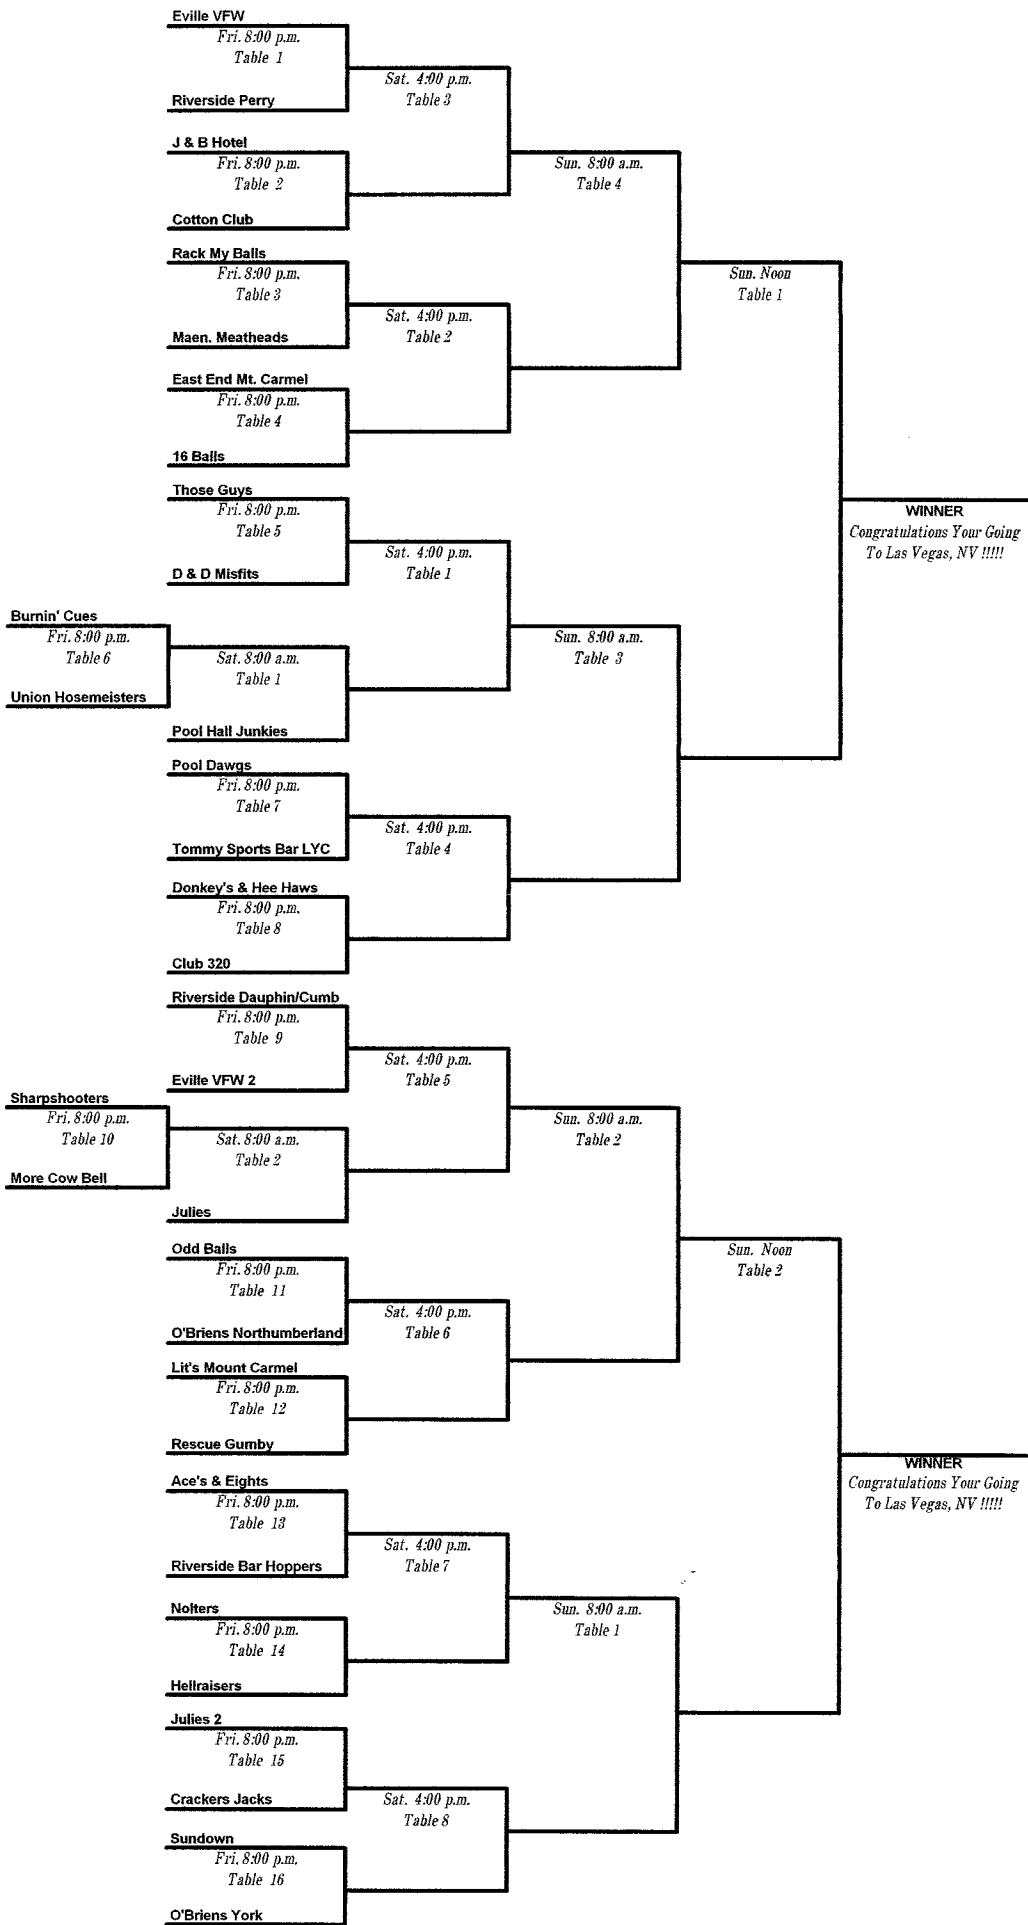 Eville VFW
Fri. 8:00 p.m.
Table 1
Sat. 4:00 p.m.
Table 3
Riverside Perry
J & B Hotel
Fri. 8:00 p.m.
Table 2
Sun. 8:00 a.m.
Table 4
Cotton Club
Rack My Balls
Fri. 8:00 p.m.
Table 3
Sun. Noon
Table 1
Sat. 4:00 p.m.
Table 2
Maen. Meatheads
East End Mt. Carmel
Fri. 8:00 p.m.
Table 4
16 Balls
Those Guys
Fri. 8:00 p.m.
Table 5
WINNER
Congratulations Your Going
To Las Vegas, NV !!!!!
Sat. 4:00 p.m.
Table 1
D & D Misfits
Burnin' Cues
Fri. 8:00 p.m.
Table 6
Sat. 8:00 a.m.
Table 1
Sun. 8:00 a.m.
Table 3
Union Hosemeisters
Pool Hall Junkies
Pool Dawgs
Fri. 8:00 p.m.
Table 7
Sat. 4:00 p.m.
Table 4
Tommy Sports Bar LYC
Donkey's & Hee Haws
Fri. 8:00 p.m.
Table 8
Club 320
Riverside Dauphin/Cumb
Fri. 8:00 p.m.
Table 9
Sat. 4:00 p.m.
Table 5
Eville VFW 2
Sharpshooters
Fri. 8:00 p.m.
Table 10
Sat. 8:00 a.m.
Table 2
Sun. 8:00 a.m.
Table 2
More Cow Bell
Julies
Odd Balls
Fri. 8:00 p.m.
Table 11
Sun. Noon
Table 2
Sat. 4:00 p.m.
Table 6
O'Briens Northumberland
Lit's Mount Carmel
Fri. 8:00 p.m.
Table 12
Rescue Gumby
WINNER
Congratulations Your Going
To Las Vegas, NV !!!!!
Ace's & Eights
Fri. 8:00 p.m.
Table 13
Sat. 4:00 p.m.
Table 7
Riverside Bar Hoppers
Nolters
Fri. 8:00 p.m.
Table 14
Sun. 8:00 a.m.
Table 1
Hellraisers
Julies 2
Fri. 8:00 p.m.
Table 15
Sat. 4:00 p.m.
Table 8
Crackers Jacks
Sundown
Fri. 8:00 p.m.
Table 16
O'Briens York